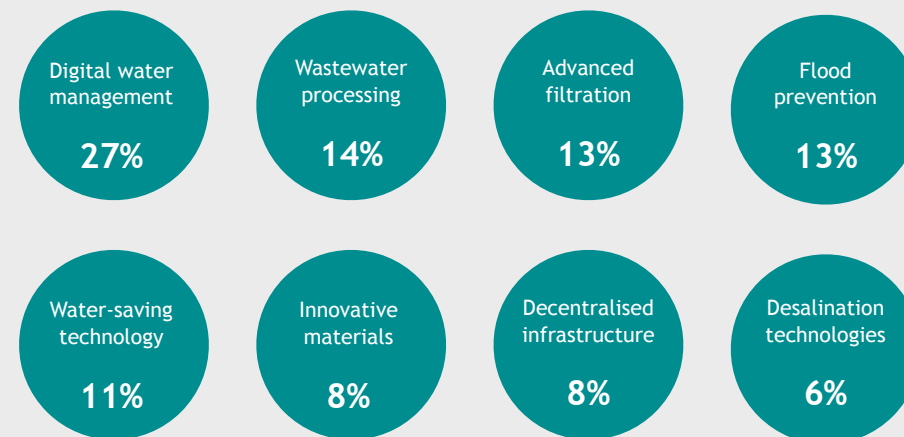 Digital water
management
27%
Wastewater
processing
14%
Advanced
filtration
13%
Flood
prevention
13%
Water-saving
technology
11%
Innovative
materials
8%
Decentralised
infrastructure
8%
Desalination
technologies
6%